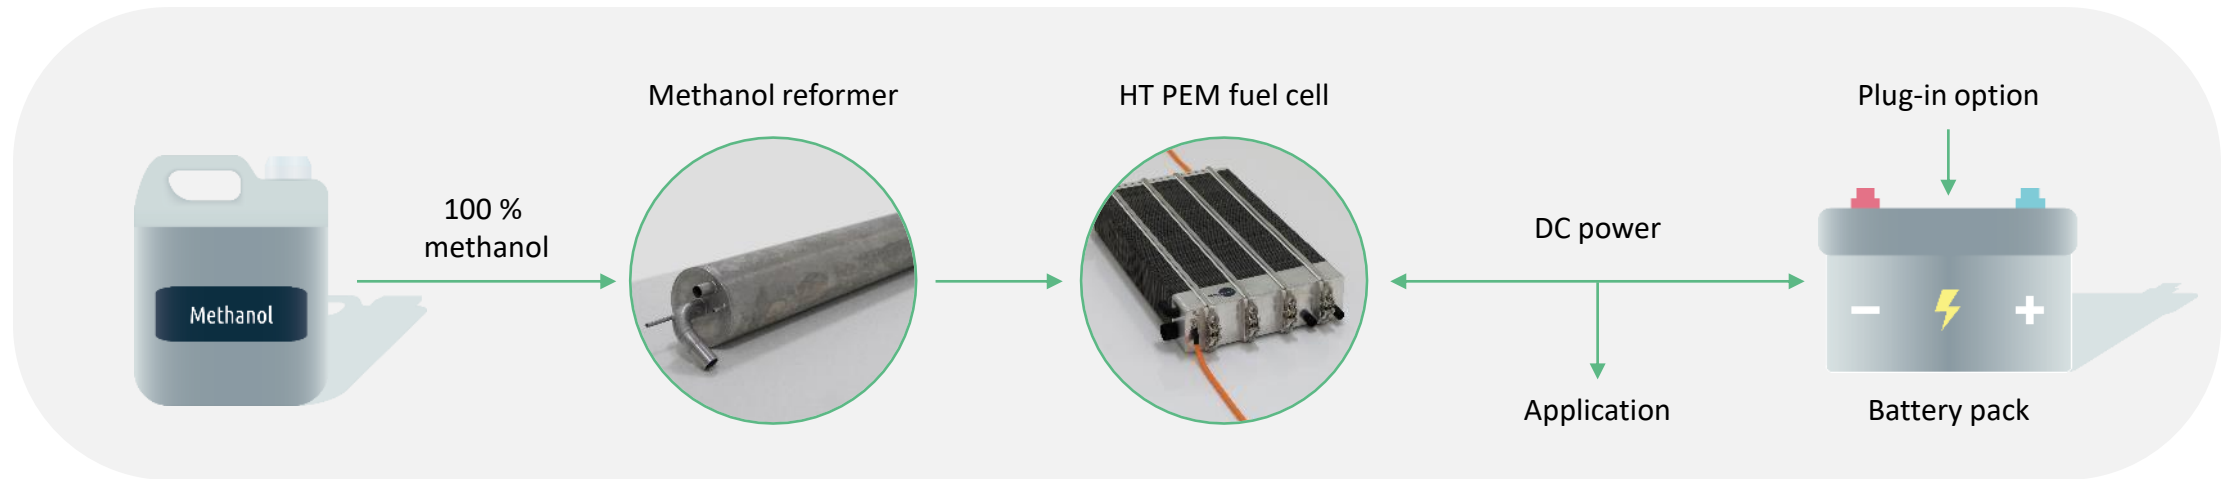 Methanol reformer
HT PEM fuel cell
Plug-in option
100 %
methanol
DC power
Methanol
Application
Battery pack